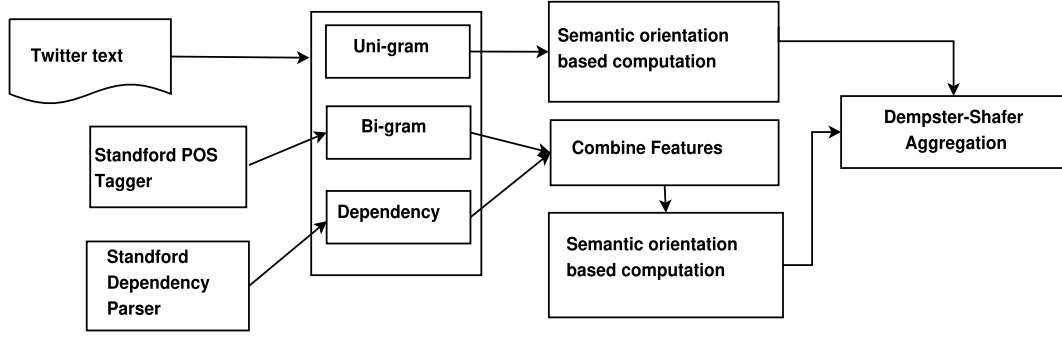 Twitter text
Uni-gram
Semantic orientation
based computation
Bi-gram
Standford POS
Tagger
Combine Features
Dempster-Shafer
Aggregation
Dependency
Standford
Dependency
Parser
Semantic orientation
based computation